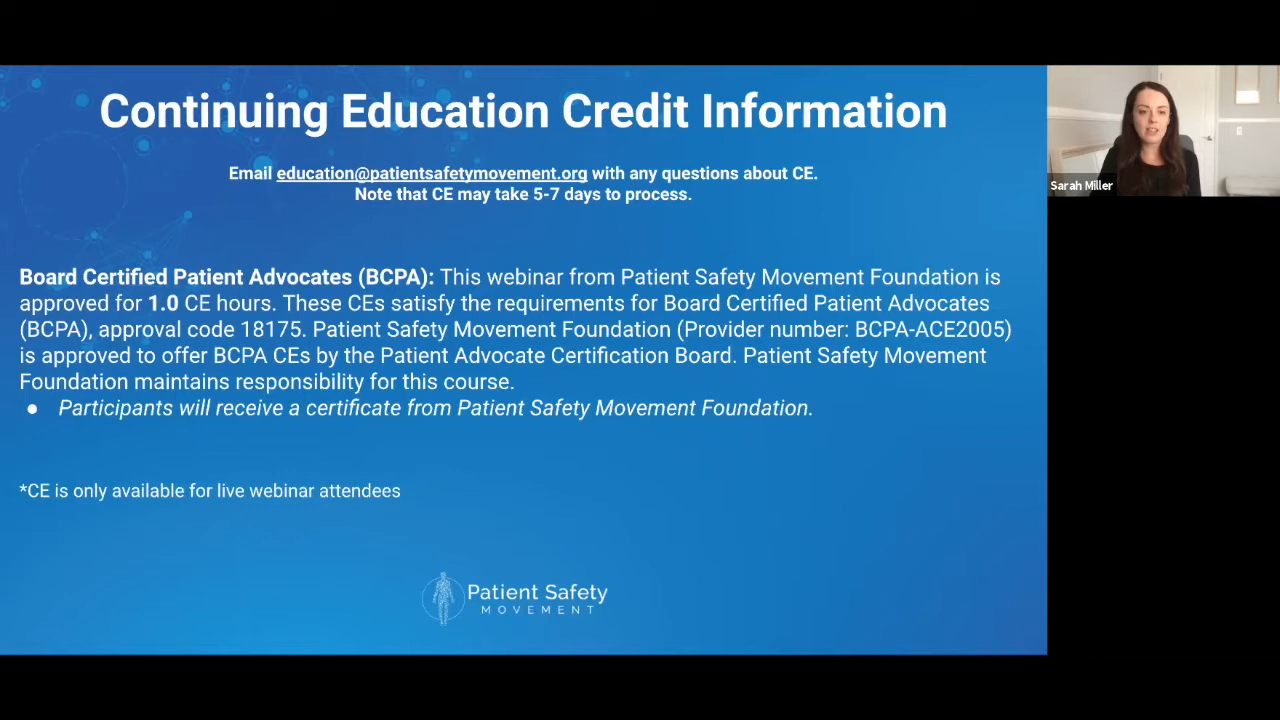 Continuing Education Credit Information
Email education@patientsafetymovement.org with any questions about CE.
Note that CE may take 5-7 days to process.
Sarah Miller
Board Certified Patient Advocates (BCPA): This webinar from Patient Safety Movement Foundation is
approved for 1.0 CE hours. These CEs satisfy the requirements for Board Certified Patient Advocates
(BCPA), approval code 18175. Patient Safety Movement Foundation (Provider number: BCPA-ACE2005)
is approved to offer BCPA CEs by the Patient Advocate Certification Board. Patient Safety Movement
Foundation maintains responsibility for this course.
● Participants will receive a certificate from Patient Safety Movement Foundation.
*CE is only available for live webinar attendees
Patient Safety
MOVEMENT